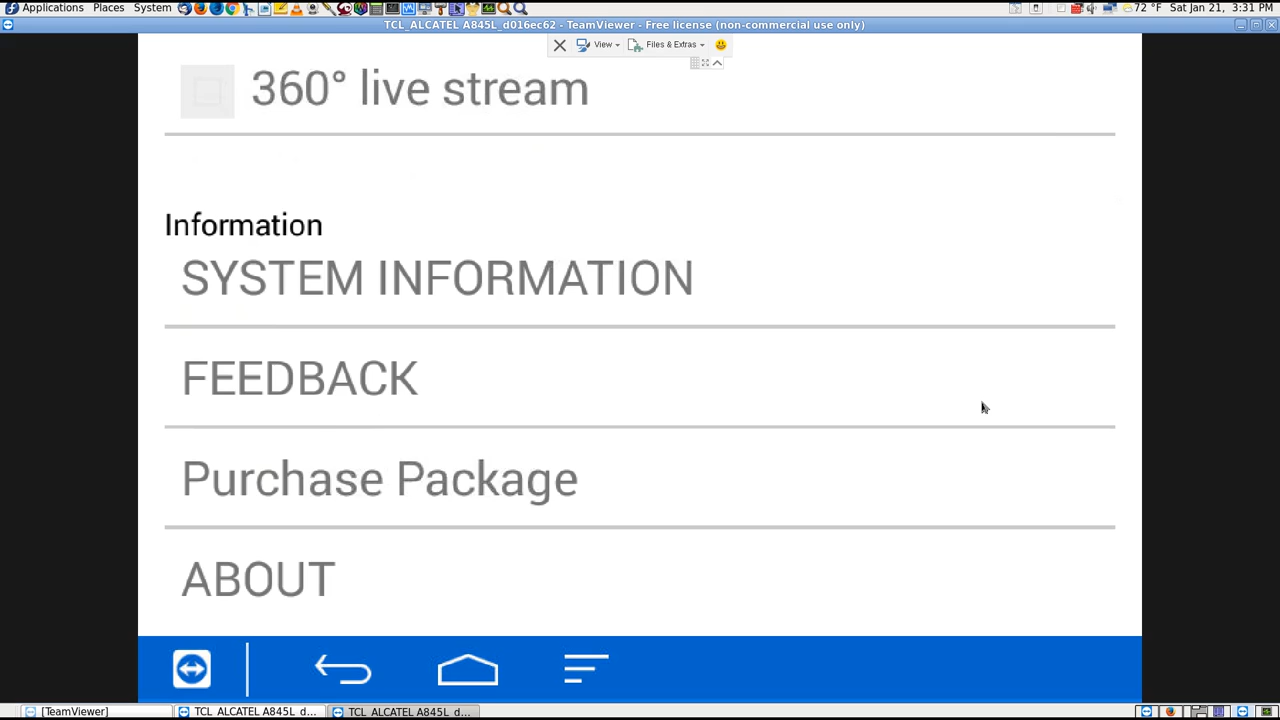 Applications Places System
72 °F Sat Jan 21, 3:31 PM
TCL_ALCATEL A845L_d016ec62 - TeamViewer - Free license (non-commercial use only)
View Files & Extras
360° live stream
Information
SYSTEM INFORMATION
FEEDBACK
Purchase Package
ABOUT
[TeamViewer] TCL_ALCATEL A845L_d... TCL_ALCATEL A845L_d...